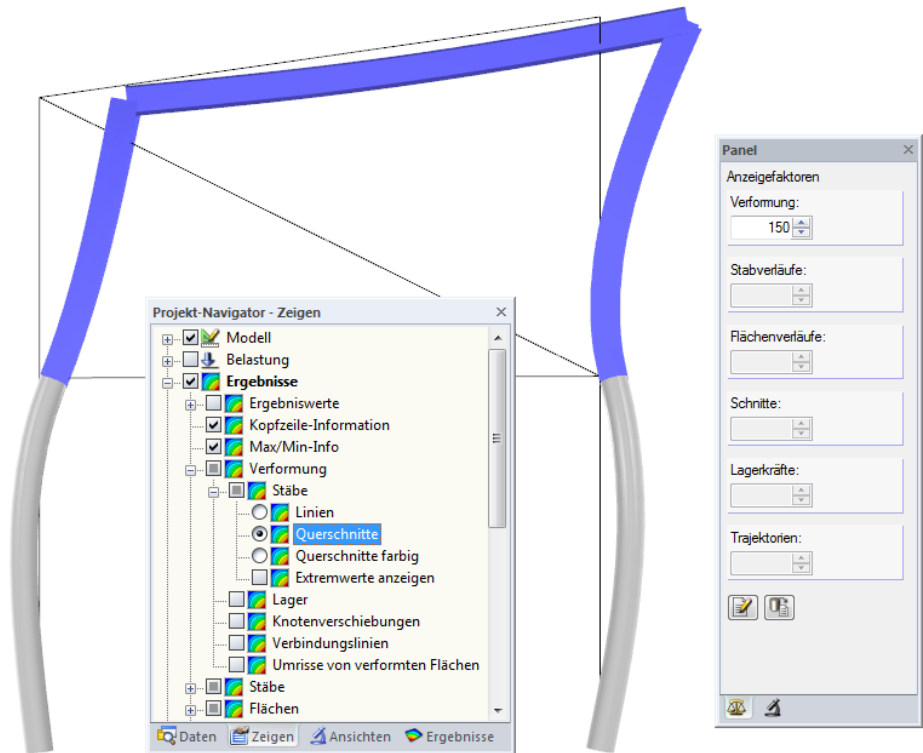 Projekt-Navigator - Zeigen
Modell
Belastung
Ergebnisse
Ergebniswerte
Kopfzeile-Information
Max/Min-Info
Verformung
Stäbe
Linien
Querschnitte
Querschnitte farbig
Extremwerte anzeigen
Lager
Knotenverschiebungen
Verbindungslinien
Umrisse von verformten Flächen
Stäbe
Flächen
Daten Zeigen Ansichten Ergebnisse
Panel
Anzeigefaktoren
Verformung:
150
Stabverläufe:
Flächenverläufe:
Schnitte:
Lagerkräfte:
Trajektorien: